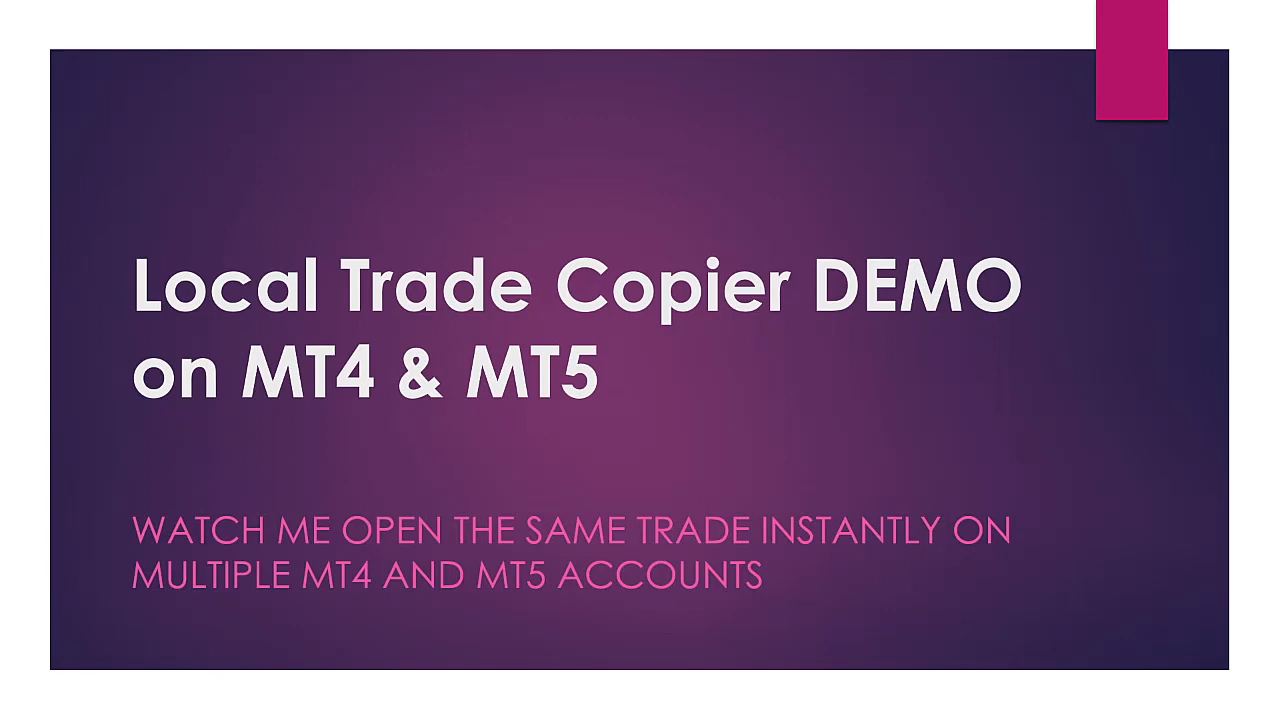 Local Trade Copier DEMO
on MT4 & MT5
WATCH ME OPEN THE SAME TRADE INSTANTLY ON
MULTIPLE MT4 AND MT5 ACCOUNTS